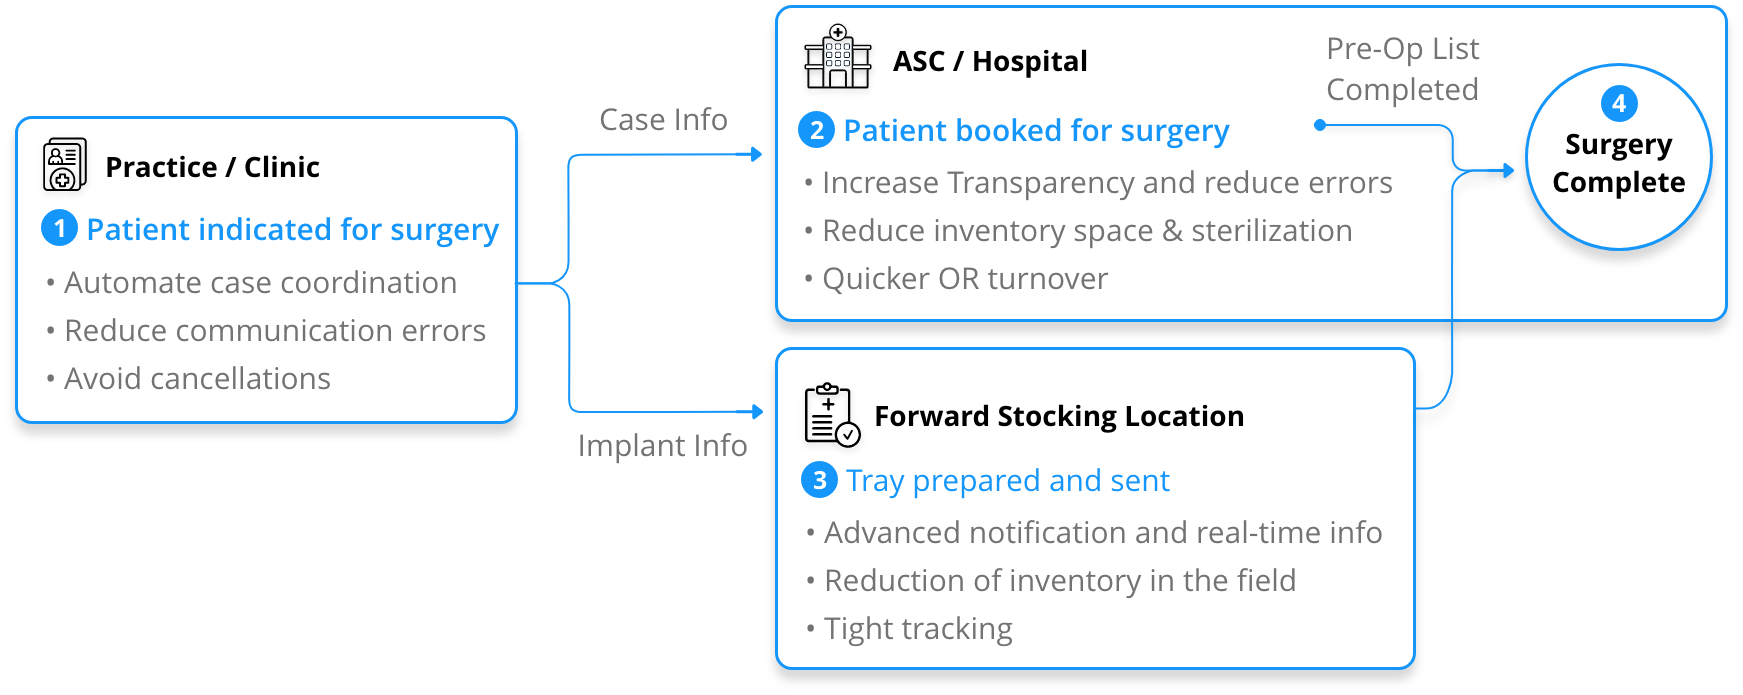 Practice / Clinic
1 Patient indicated for surgery
• Automate case coordination
• Reduce communication errors
• Avoid cancellations
Case Info
Implant Info
ASC / Hospital
2 Patient booked for surgery
• Increase Transparency and reduce errors
• Reduce inventory space & sterilization
• Quicker OR turnover
Pre-Op List
Completed
4
Surgery
Complete
Forward Stocking Location
3 Tray prepared and sent
• Advanced notification and real-time info
• Reduction of inventory in the field
• Tight tracking